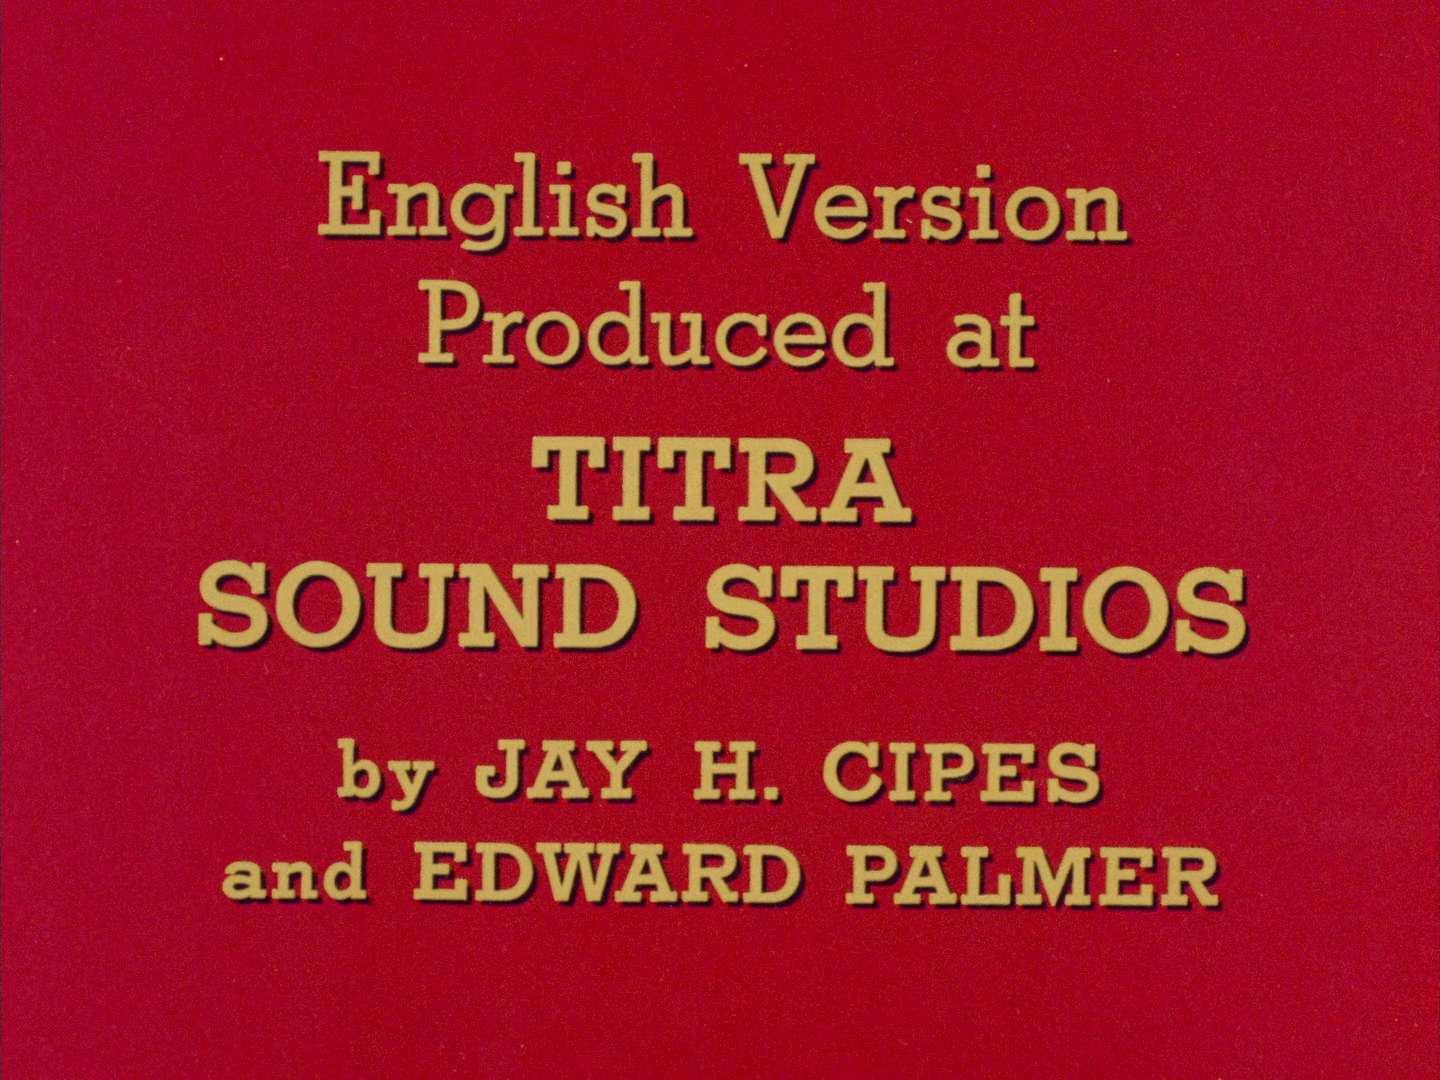 English Version
Produced at
TITRA
SOUND STUDIOS
by JAY H. CIPES
and EDWARD PALMER